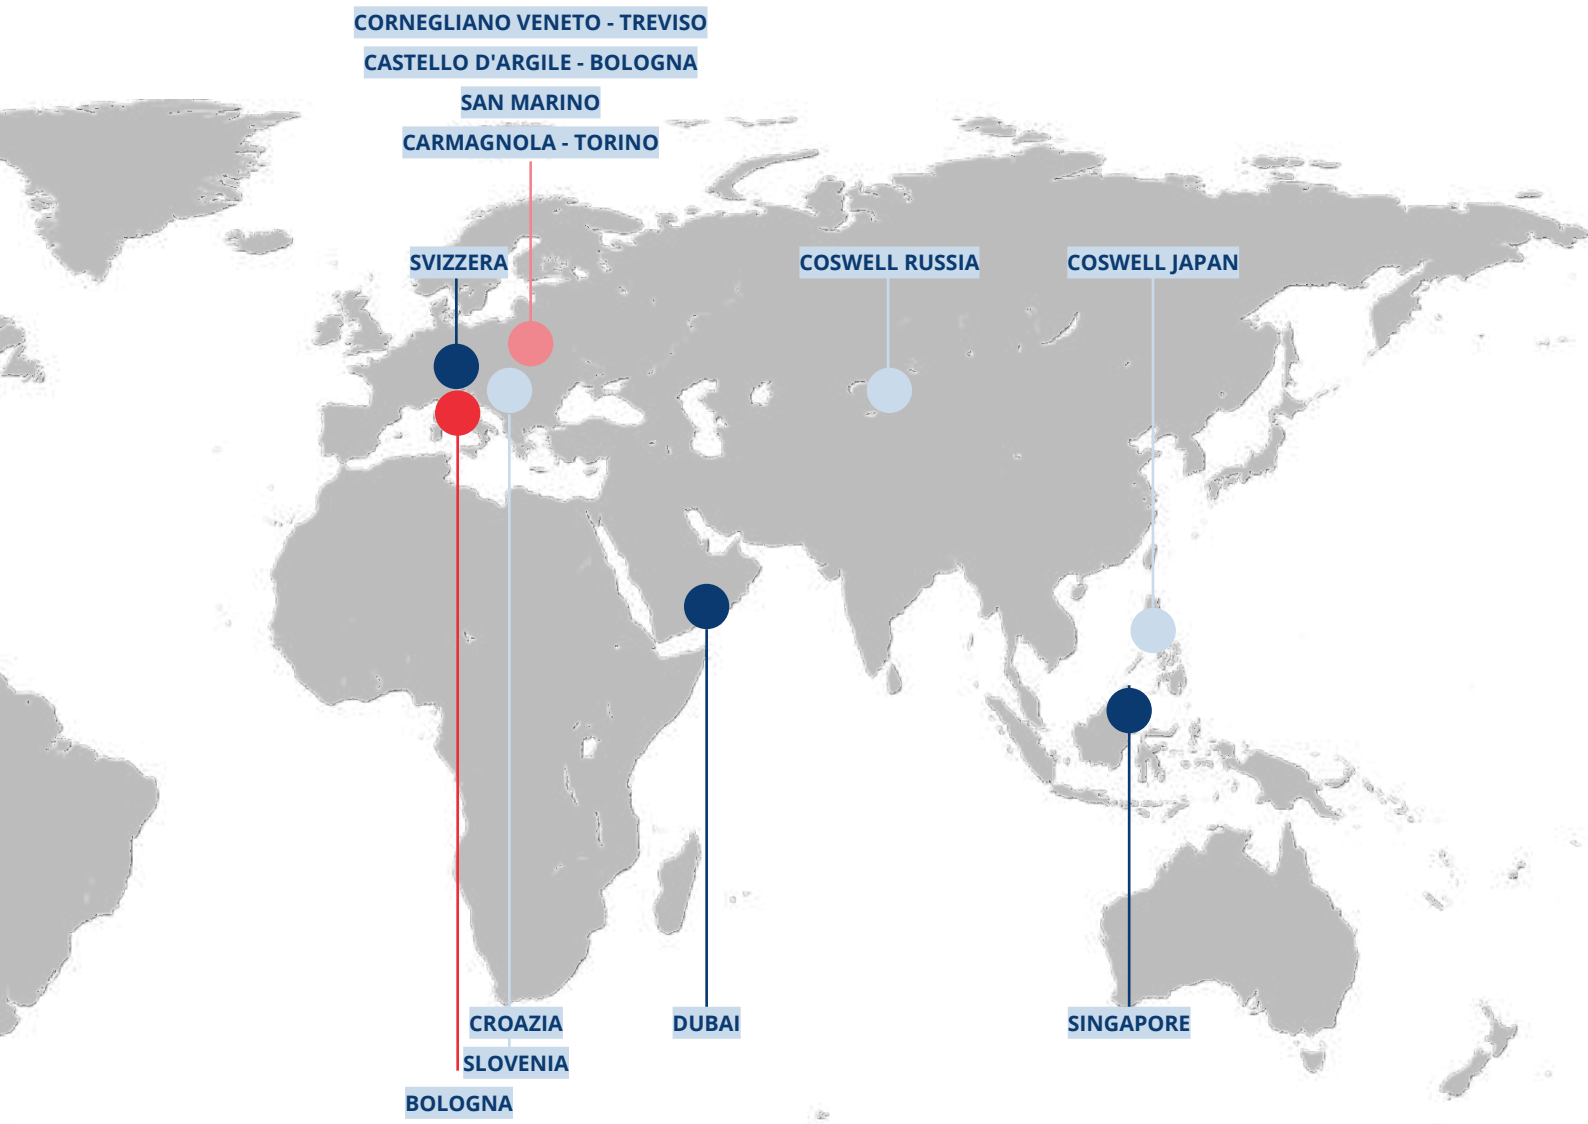 CORNEGLIANO VENETO - TREVISO
CASTELLO D'ARGILE - BOLOGNA
SAN MARINO
CARMAGNOLA - TORINO
SVIZZERA
COSWELL RUSSIA
COSWELL JAPAN
CROAZIA
DUBAI
SINGAPORE
SLOVENIA
BOLOGNA